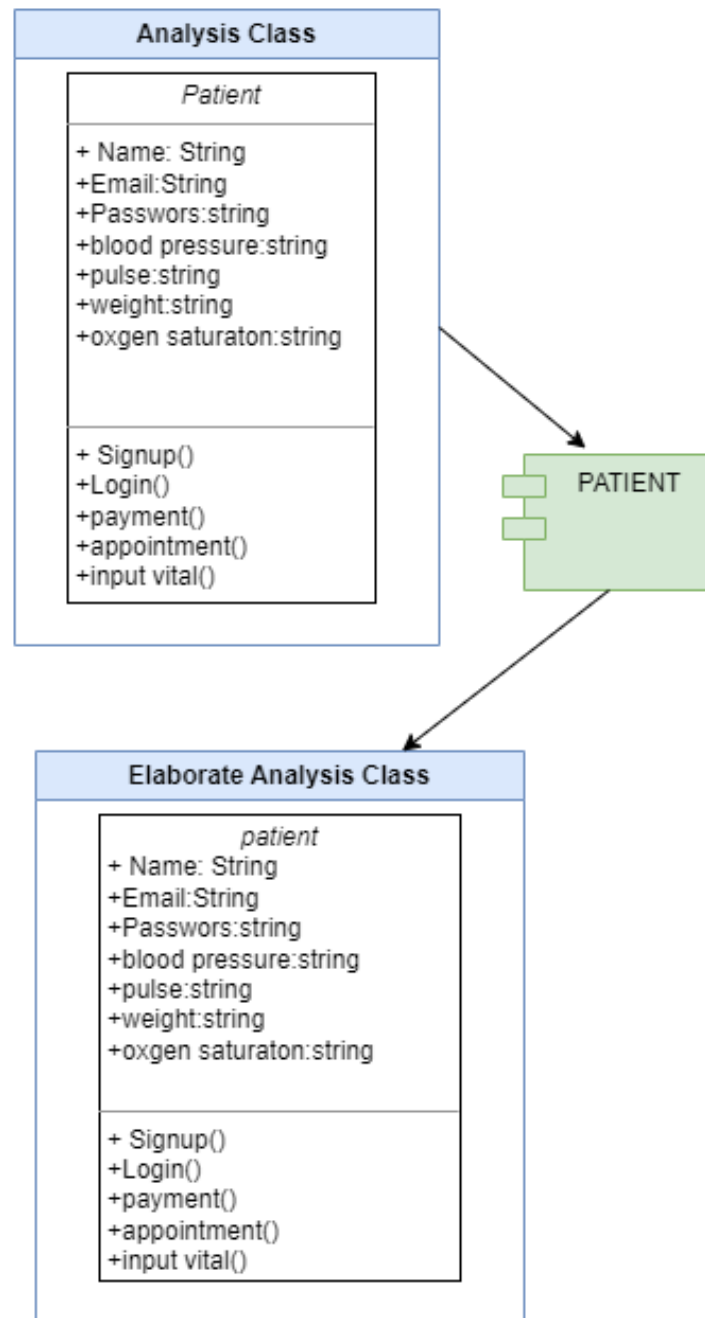 Analysis Class
Patient
+ Name: String
+Email:String
+Passwors:string
+blood pressure:string
+pulse:string
+weight:string
+oxgen saturaton:string
+ Signup()
+Login()
+payment()
+appointment()
+input vital()
PATIENT
Elaborate Analysis Class
patient
+ Name: String
+Email:String
+Passwors:string
+blood pressure:string
+pulse:string
+weight:string
+oxgen saturaton:string
+ Signup()
+Login()
+payment()
+appointment()
+input vital()